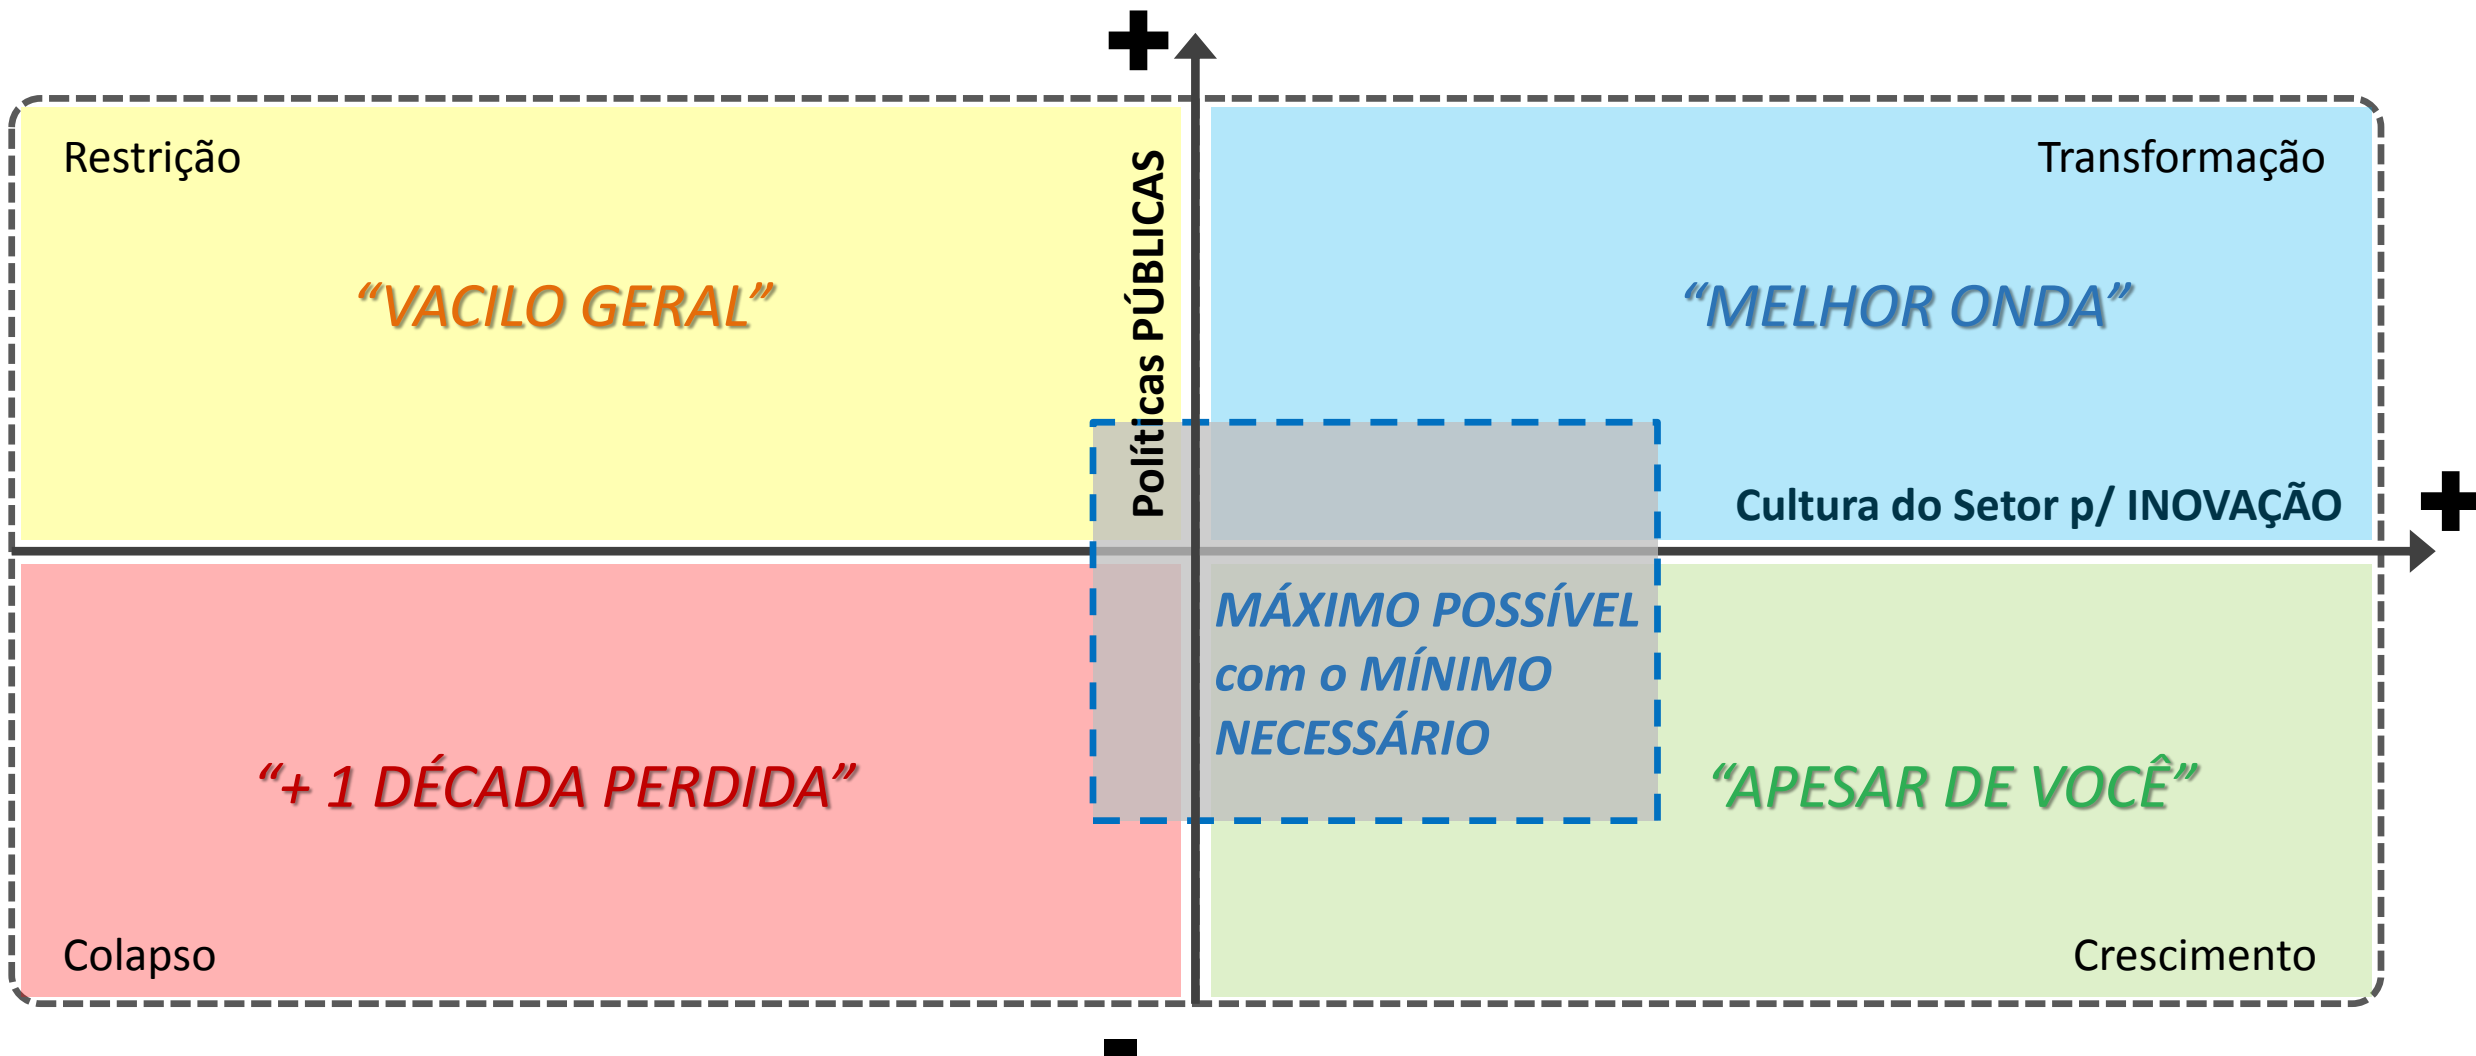 +
Restrição
Transformação
Políticas PÚBLICAS
“VACILO GERAL”
“MELHOR ONDA”
Cultura do Setor p/ INOVAÇÃO
+
MÁXIMO POSSÍVEL
com o MÍNIMO
NECESSÁRIO
“+ 1 DÉCADA PERDIDA”
“APESAR DE VOCÊ”
Colapso
Crescimento
-